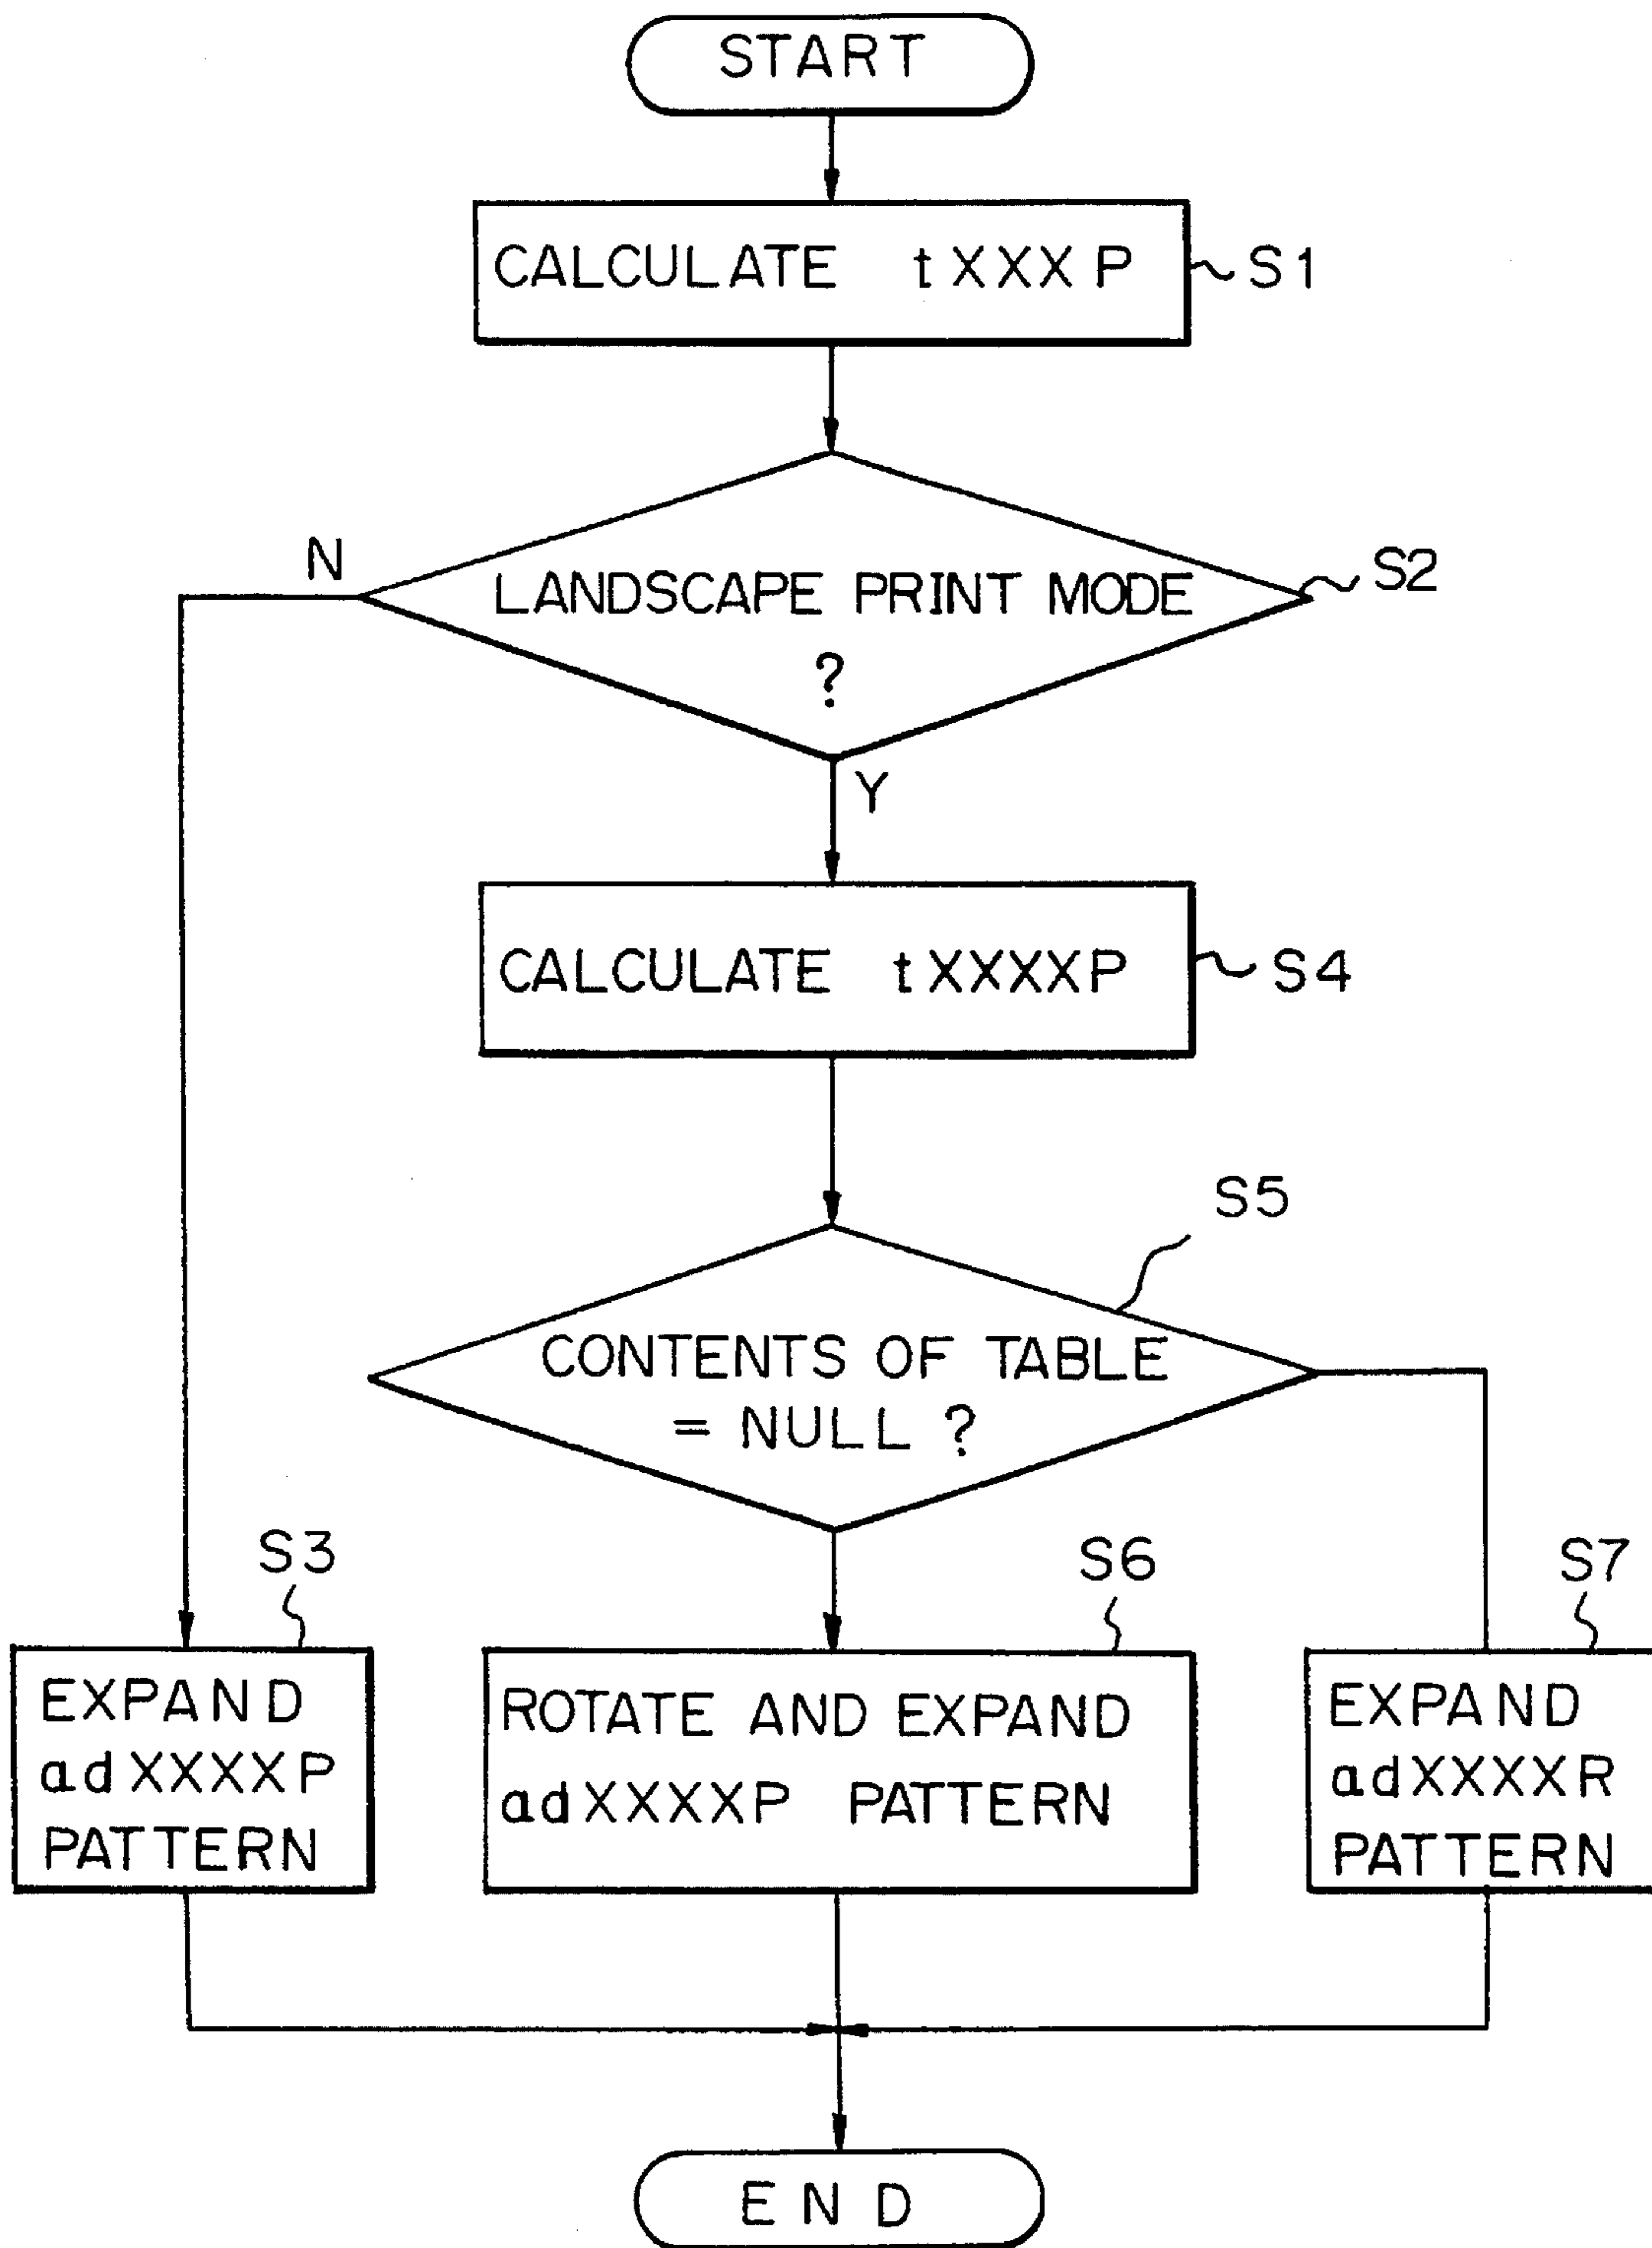 START
CALCULATE tXXXP
S1
N
LANDSCAPE PRINT MODE
?
S2
Y
CALCULATE tXXXXP
S4
S5
CONTENTS OF TABLE
= NULL ?
S3
S6
S7
EXPAND
adXXXXP
PATTERN
ROTATE AND EXPAND
adXXXXP PATTERN
EXPAND
adXXXXR
PATTERN
END